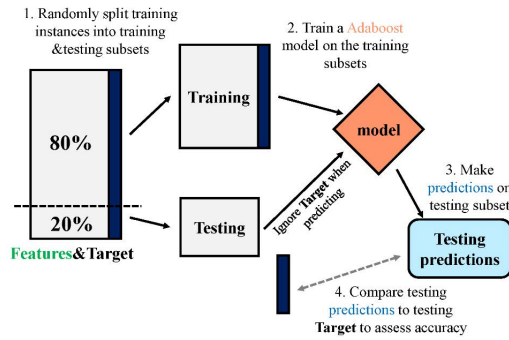 1. Randomly split training
instances into training
&testing subsets
2. Train a Adaboost
model on the training
subsets
Training
80%
model
3. Make
predictions on
testing subset
Ignore Target when
predicting
20%
Testing
Testing
predictions
Features&Target
4. Compare testing
predictions to testing
Target to assess accuracy